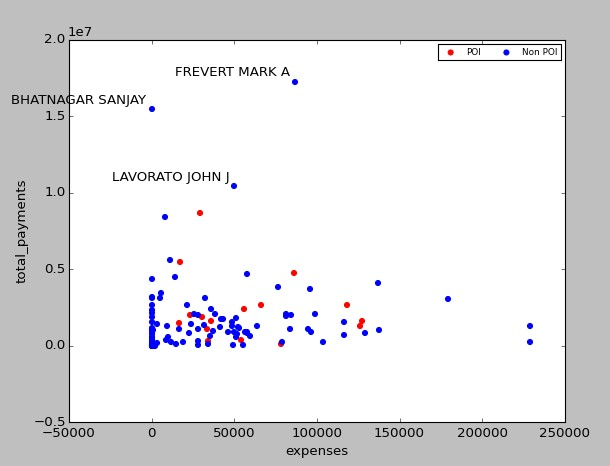 1e7
2.0
POI
Non POI
FREVERT MARK A
BHATNAGAR SANJAY
1.5
LAVORATO JOHN J
1.0
total_payments
0.5
0.0
−0.5
−50000 0 50000 100000 150000 200000 250000
expenses